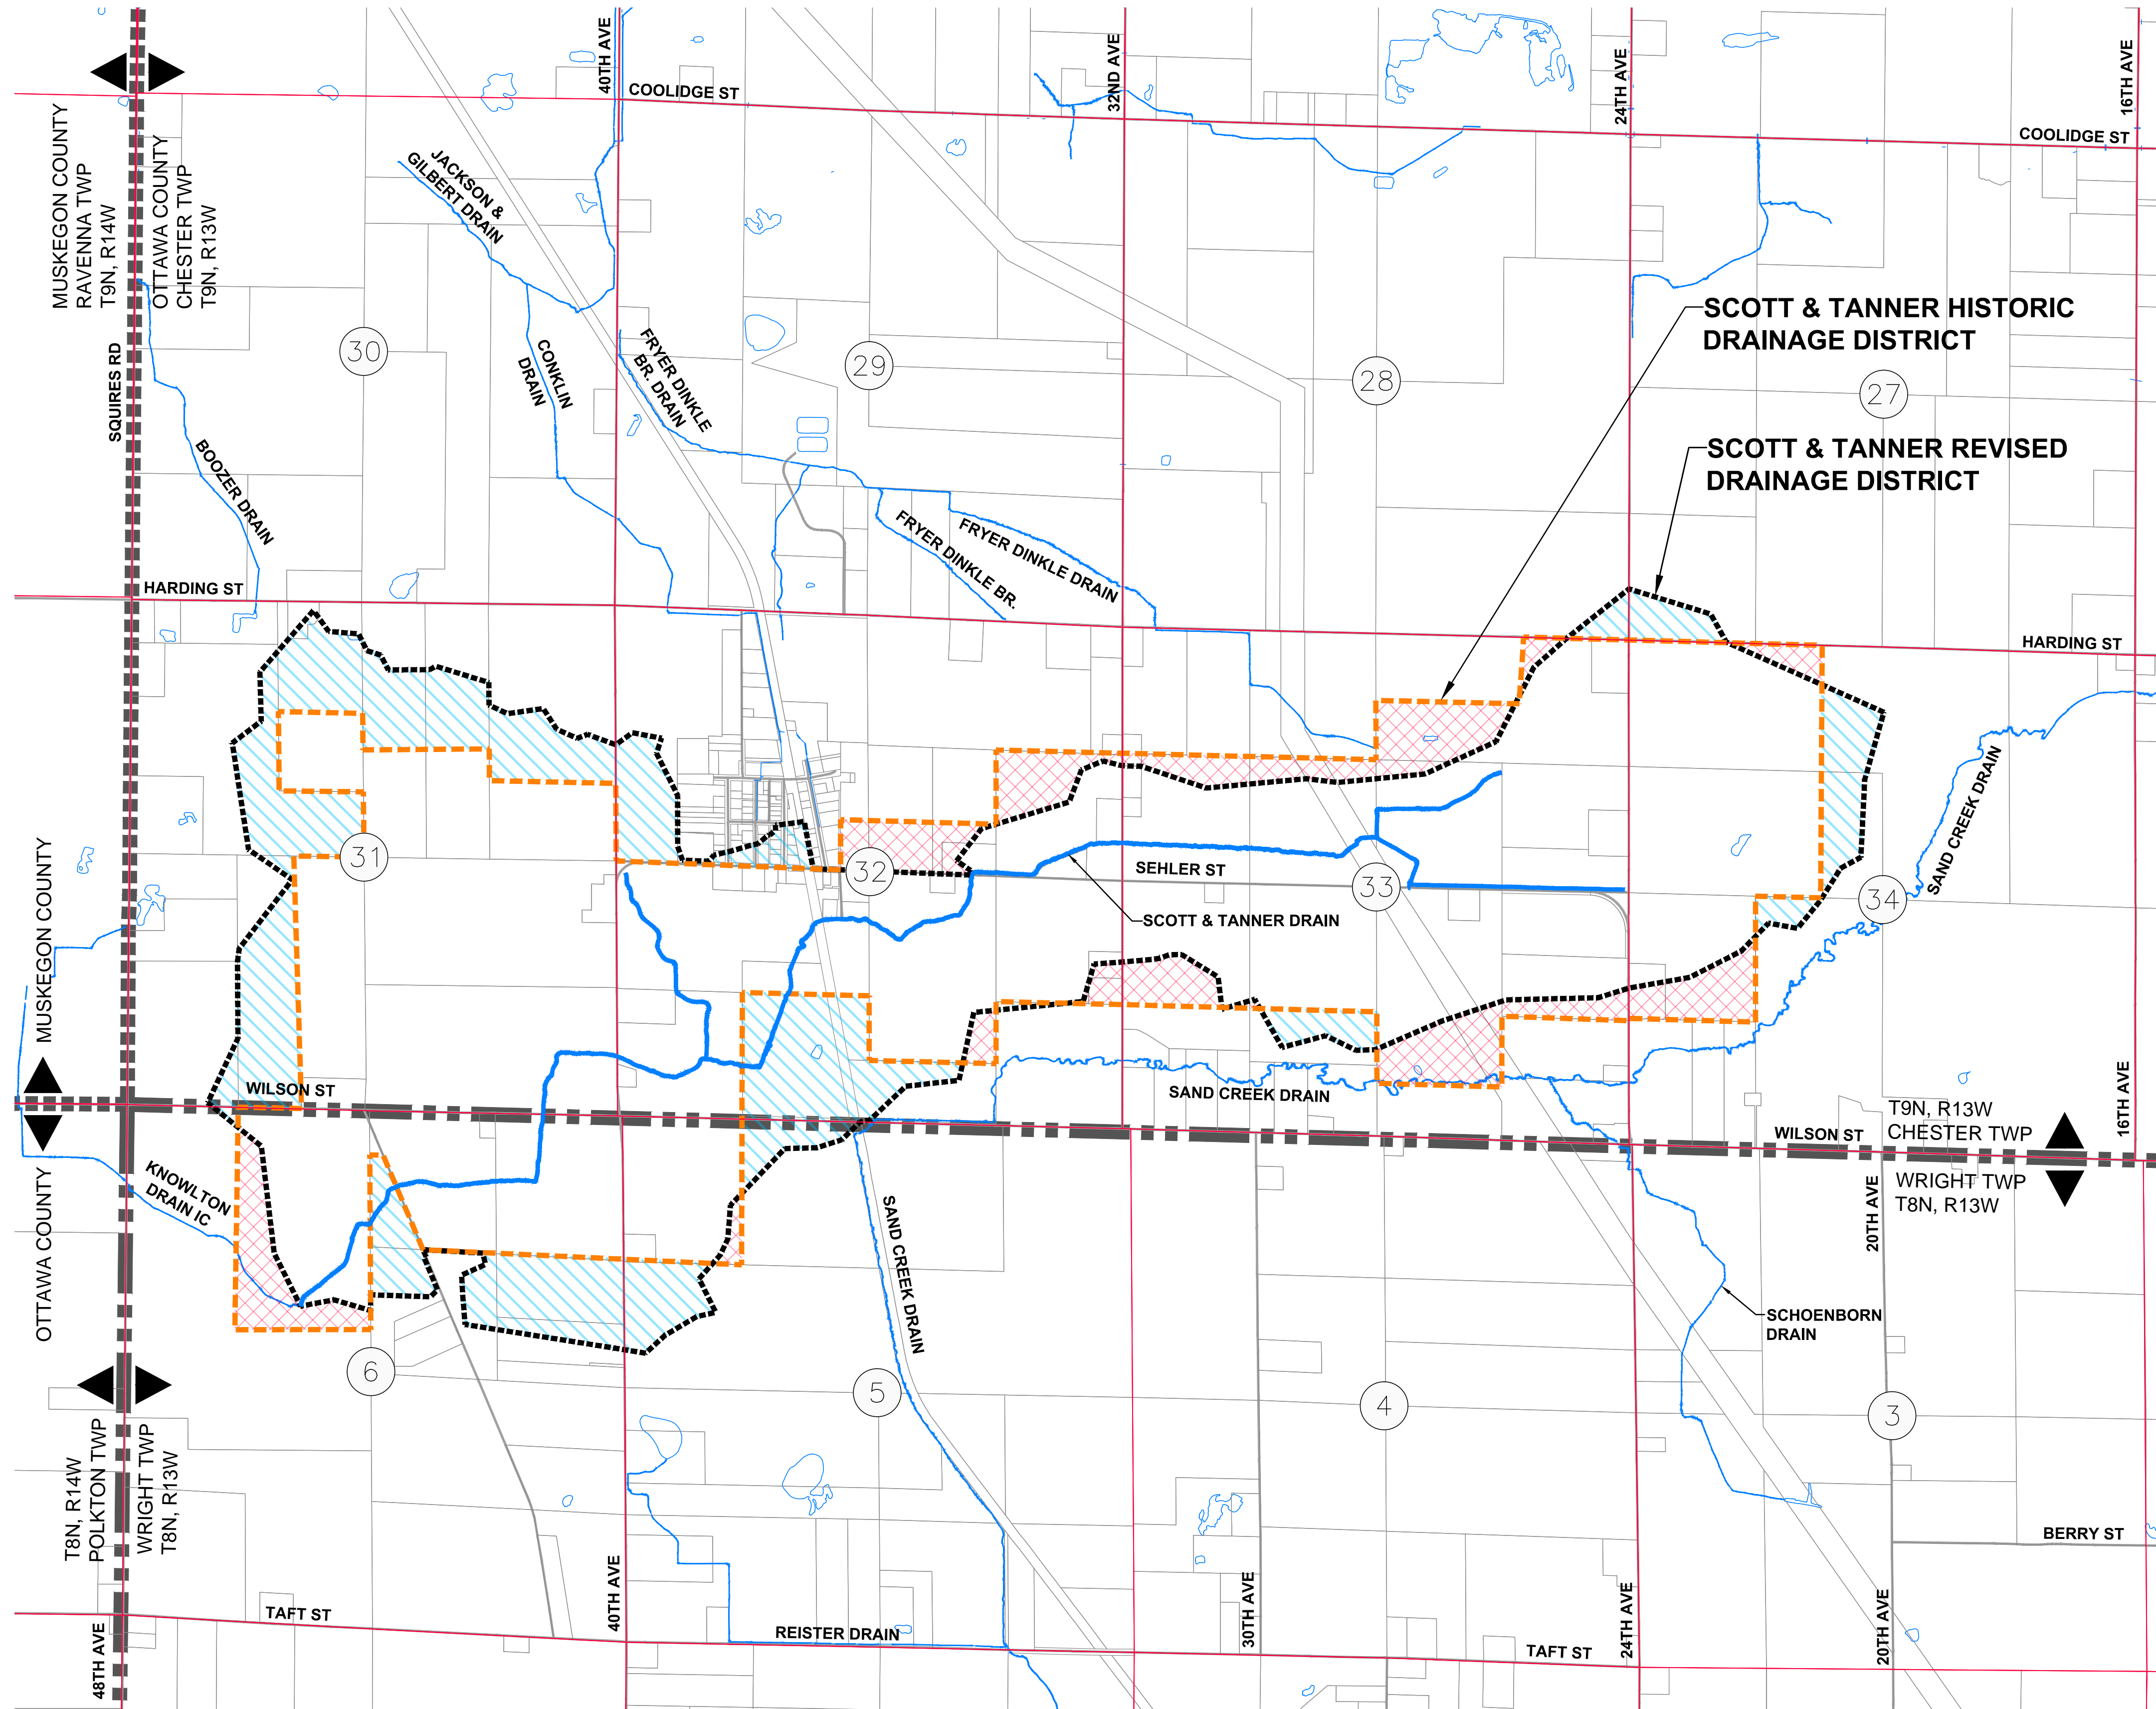 40TH AVE
32ND AVE
24TH AVE
16TH AVE
COOLIDGE ST
COOLIDGE ST
MUSKEGON COUNTY
RAVENNA TWP
T9N, R14W
OTTAWA COUNTY
CHESTER TWP
T9N, R13W
JACKSON &
GILBERT DRAIN
SCOTT & TANNER HISTORIC
DRAINAGE DISTRICT
30
29
28
27
SQUIRES RD
CONKLIN
DRAIN
FRYER DINKLE
BR. DRAIN
SCOTT & TANNER REVISED
DRAINAGE DISTRICT
BOOZER DRAIN
FRYER DINKLE BR.
FRYER DINKLE DRAIN
HARDING ST
HARDING ST
SAND CREEK DRAIN
31
32
33
34
SEHLER ST
SCOTT & TANNER DRAIN
MUSKEGON COUNTY
OTTAWA COUNTY
WILSON ST
SAND CREEK DRAIN
WILSON ST
T9N, R13W
CHESTER TWP
16TH AVE
WRIGHT TWP
T8N, R13W
KNOWLTON
DRAIN IC
20TH AVE
SAND CREEK DRAIN
SCHOENBORN
DRAIN
6
5
4
3
T8N, R14W
POLKTON TWP
WRIGHT TWP
T8N, R13W
BERRY ST
48TH AVE
40TH AVE
30TH AVE
24TH AVE
20TH AVE
TAFT ST
REISTER DRAIN
TAFT ST